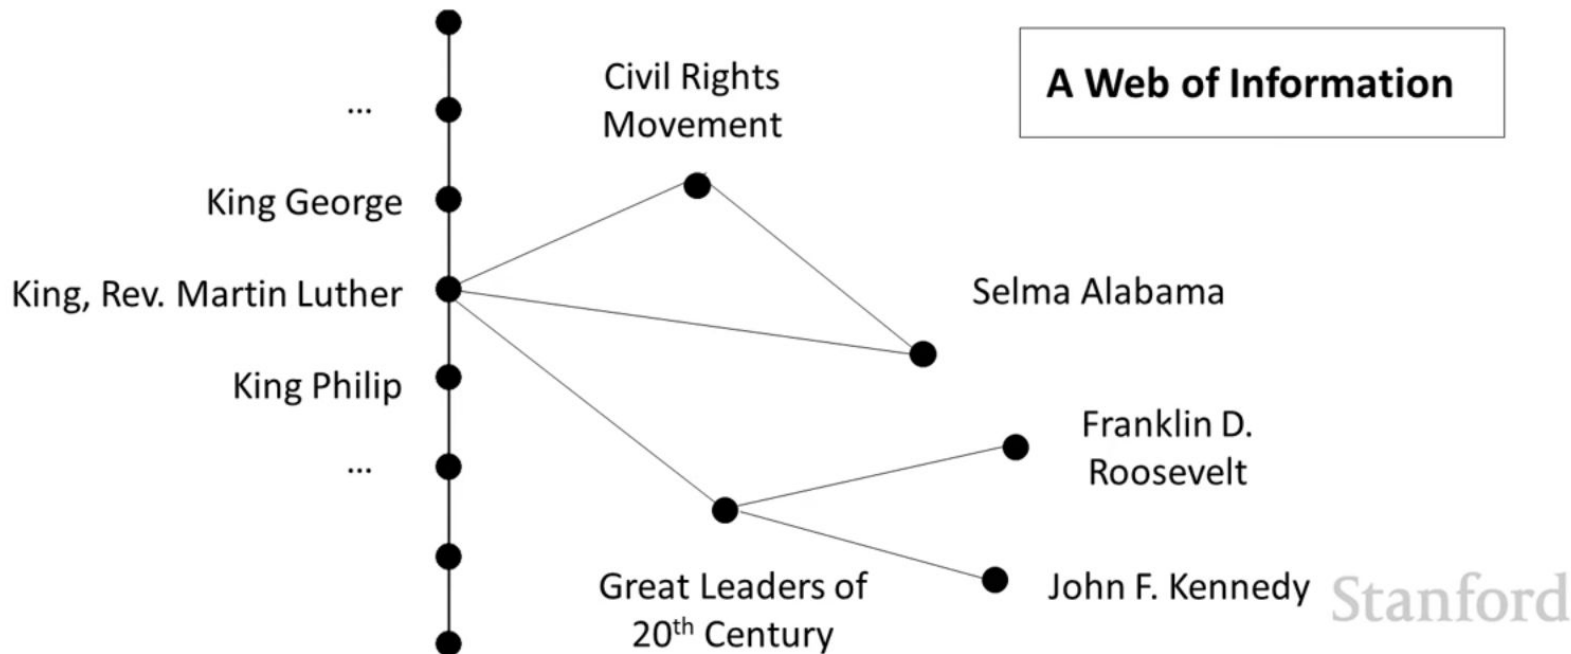 A Web of Information
Civil Rights
Movement
...
King George
King, Rev. Martin Luther
Selma Alabama
King Philip
Franklin D.
Roosevelt
...
Great Leaders of
20th Century
John F. Kennedy
Stanford